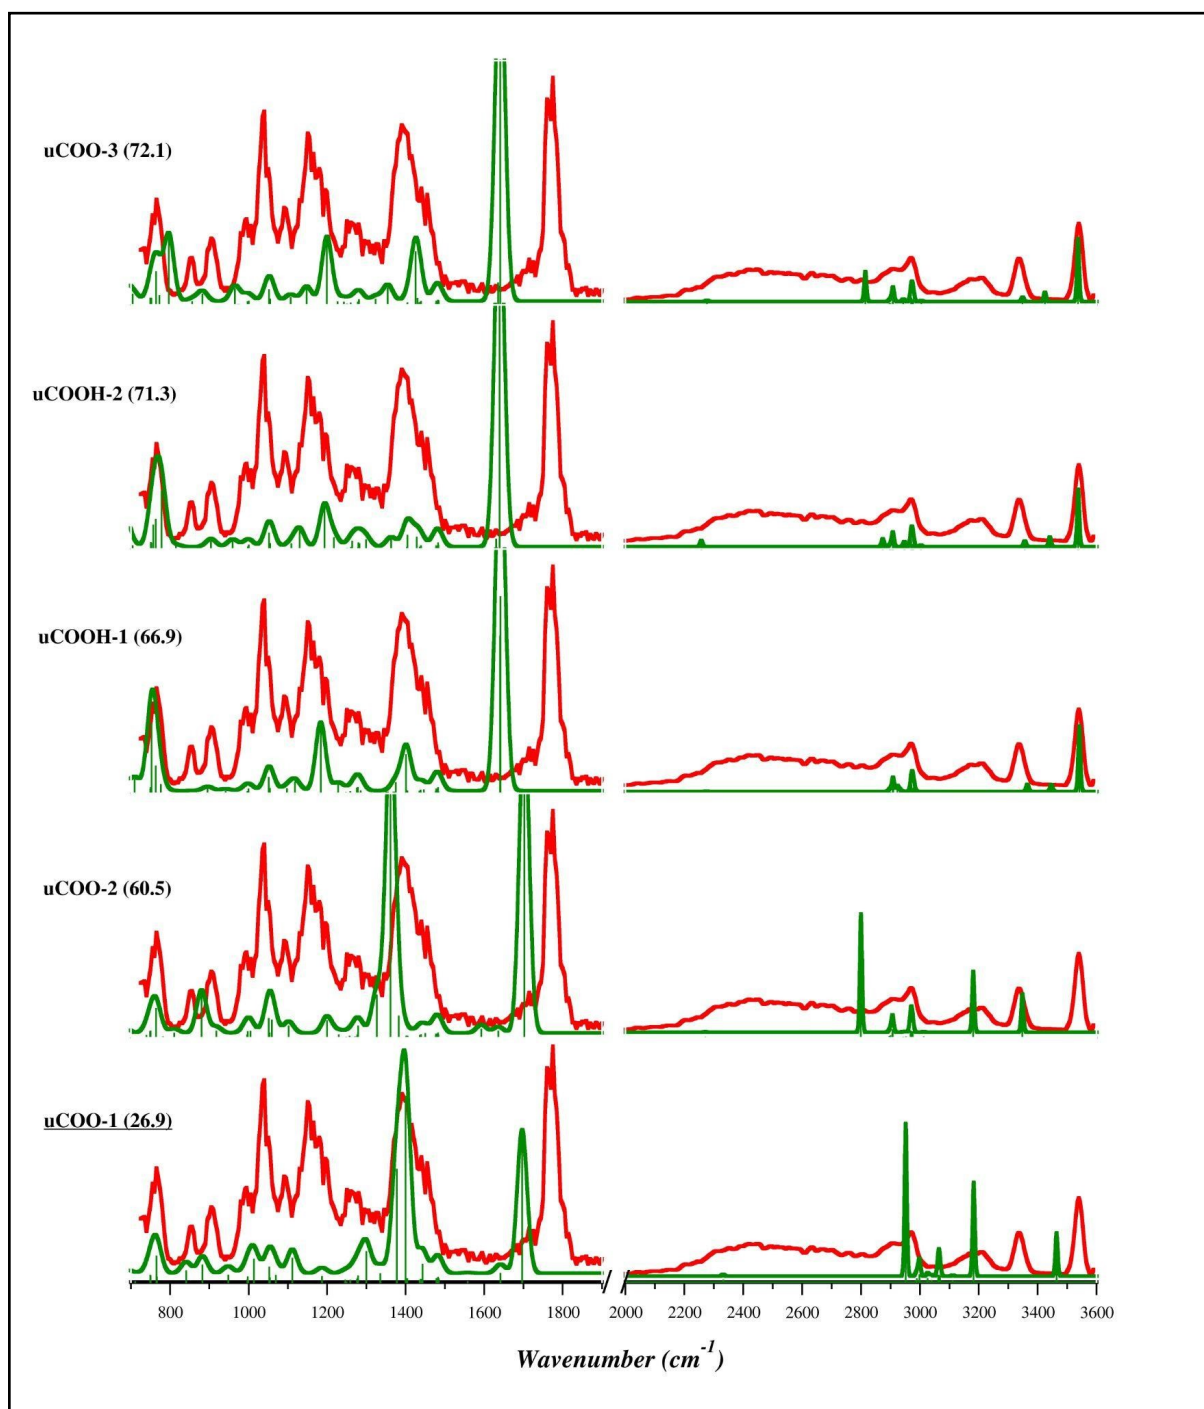 uCOO-3 (72.1)
uCOOH-2 (71.3)
uCOOH-1 (66.9)
uCOO-2 (60.5)
uCOO-1 (26.9)
800 1000 1200 1400 1600 1800 // 2000 2200 2400 2600 2800 3000 3200 3400 3600
Wavenumber (cm⁻¹)